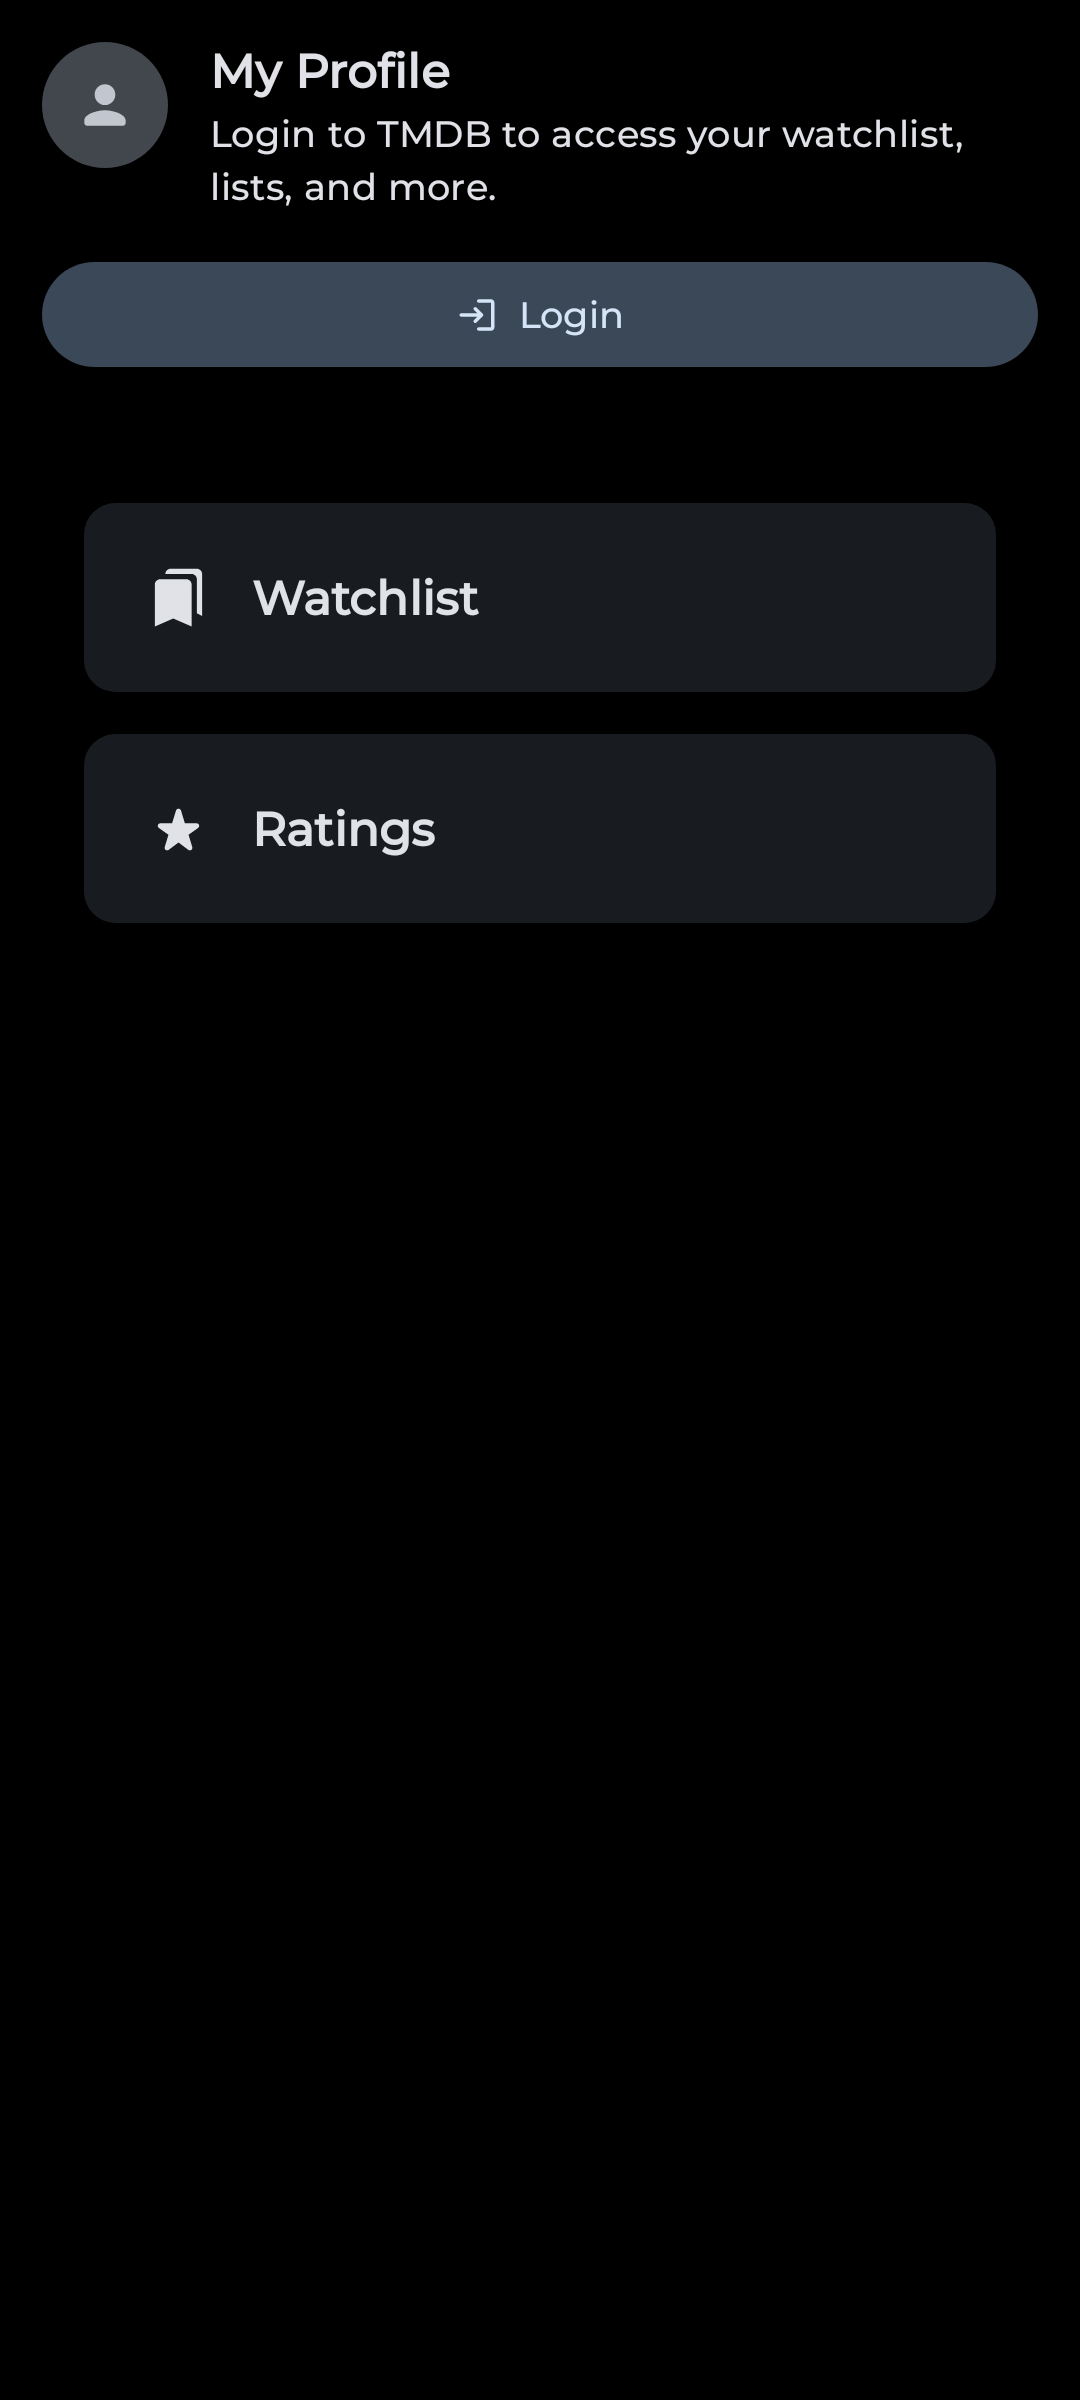 My Profile
Login to TMDB to access your watchlist,
lists, and more.
Login
Watchlist
Ratings